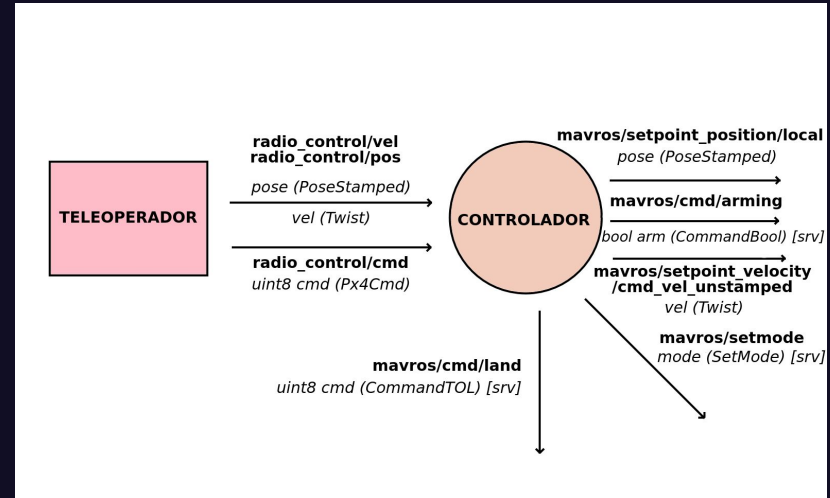 TELEOPERADOR
radio_control/vel
radio_control/pos
pose (PoseStamped)
vel (Twist)
radio_control/cmd
uint8 cmd (Px4Cmd)
CONTROLADOR
mavros/setpoint_position/local
pose (PoseStamped)
mavros/cmd/arming
bool arm (CommandBool) [srv]
mavros/setpoint_velocity
/cmd_vel_unstamped
vel (Twist)
mavros/setmode
mode (SetMode) [srv]
mavros/cmd/land
uint8 cmd (CommandTOL) [srv]